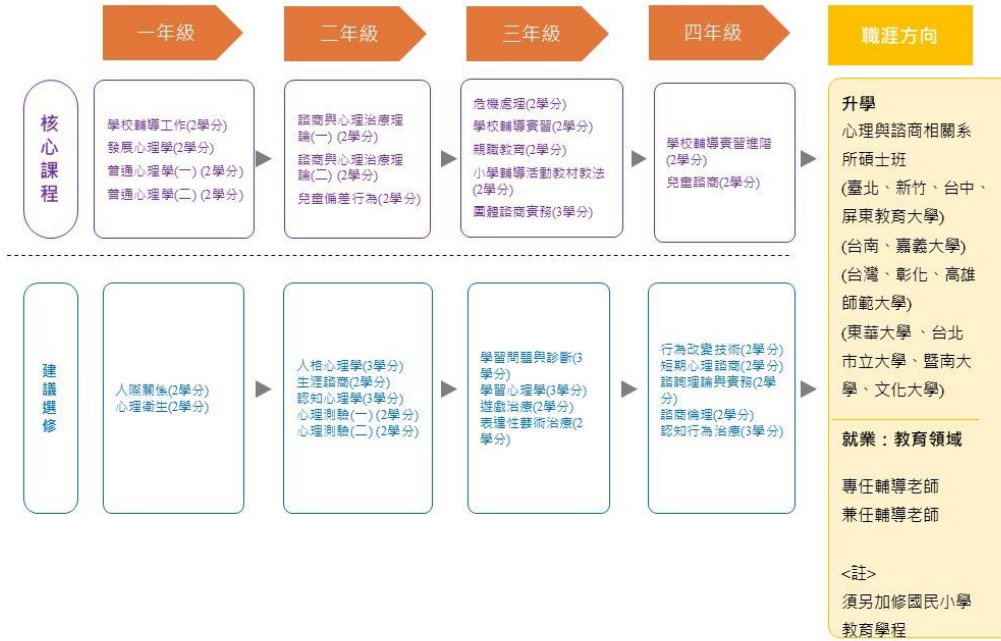 一年級
二年級
三年級
四年級
職涯方向
核
心
課
程
學校輔導工作(2學分)
發展心理學(2學分)
普通心理學(一) (2學分)
普通心理學(二) (2學分)
諮商與心理治療理
論(一) (2學分)
諮商與心理治療理
論(二) (2學分)
兒童偏差行為(2學分)
危機處理(2學分)
學校輔導實習(2學分)
親職教育(2學分)
小學輔導活動教材教法
(2學分)
團體諮商實務(3學分)
學校輔導實習進階
(2學分)
兒童諮商(2學分)
建
議
選
修
人際關係(2學分)
心理衛生(2學分)
人格心理學(3學分)
生涯諮商(2學分)
認知心理學(3學分)
心理測驗(一) (2學分)
心理測驗(二) (2學分)
學習問題與診斷(3
學分)
學習心理學(3學分)
遊戲治療(2學分)
表達性藝術治療(2
學分)
行為改變技術(2學分)
短期心理諮商(2學分)
諮詢理論與實務(2學
分)
諮商倫理(2學分)
認知行為治療(3學分)
升學
心理與諮商相關系
所碩士班
(臺北、新竹、台中、
屏東教育大學)
(台南、嘉義大學)
(台灣、彰化、高雄
師範大學)
(東華大學 、台北
市立大學、暨南大
學、文化大學)
就業：教育領域
專任輔導老師
兼任輔導老師
<註>
須另加修國民小學
教育學程